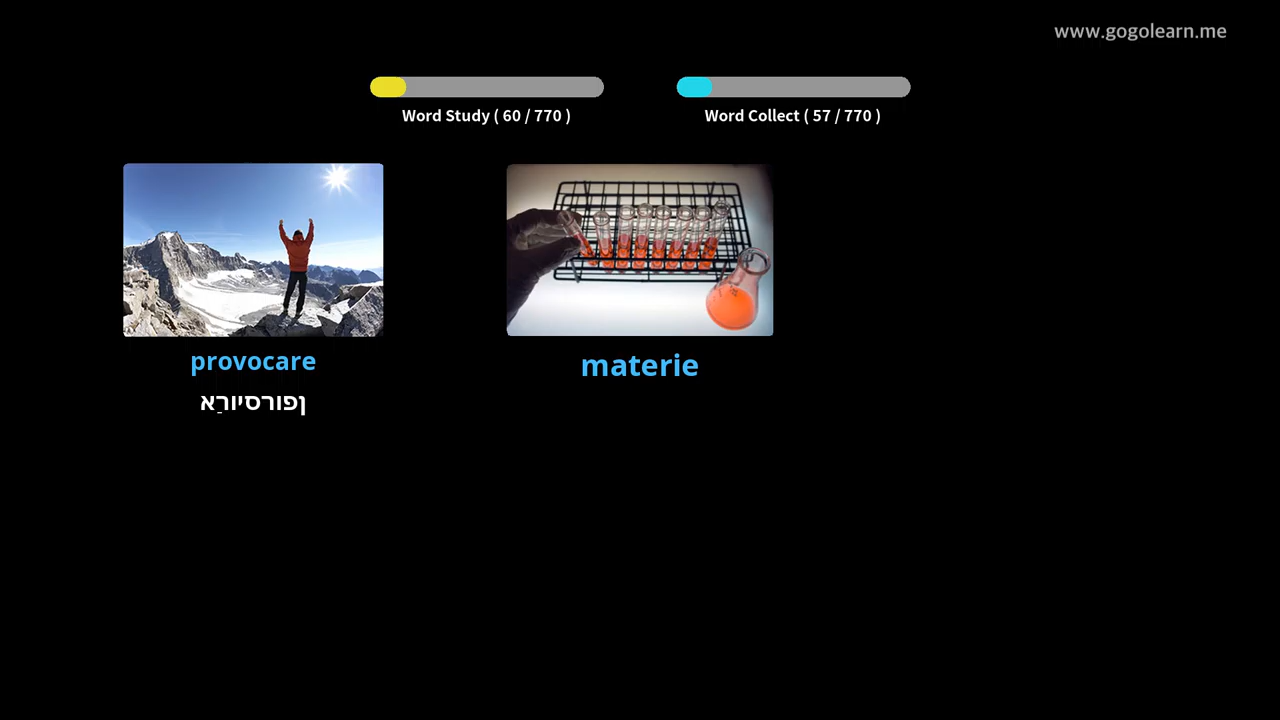 www.gogolearn.me
Word Study ( 60 / 770 )
Word Collect ( 57 / 770 )
provocare
ןפורסיורַא
materie